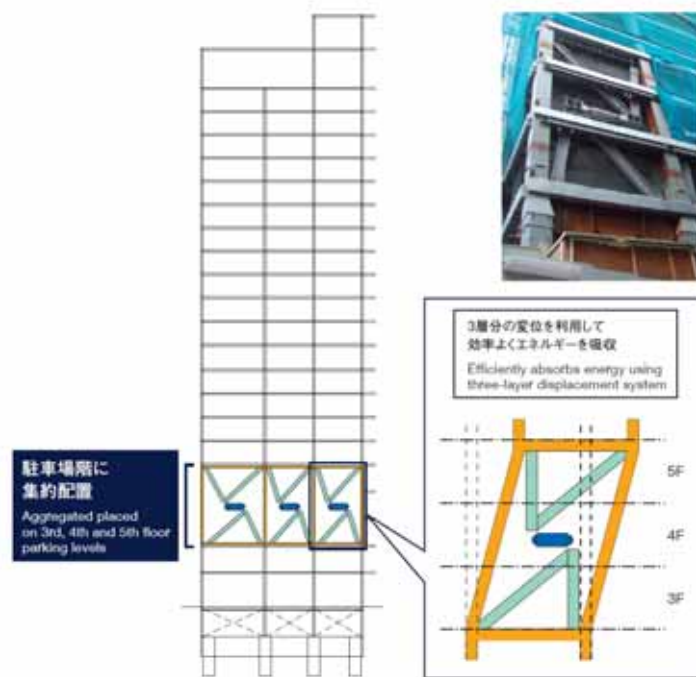 3層分の変位を利用して
効率よくエネルギーを吸収
Efficiently absorbs energy using
three-layer displacement system
駐車場階に
集約配置
Aggregated placed
on 3rd, 4th and 5th floor
parking levels
5F
4F
3F